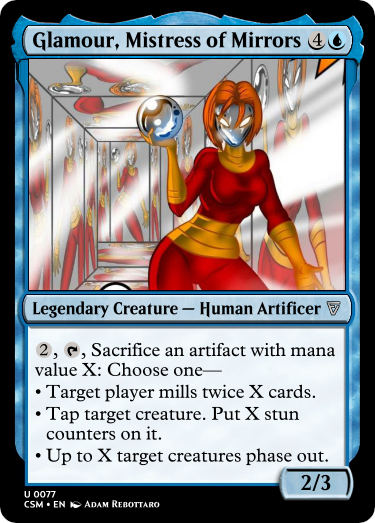 Glamour, Mistress of Mirrors 4
Legendary Creature — Human Artificer
2, , Sacrifice an artifact with mana
value X: Choose one—
• Target player mills twice X cards.
• Tap target creature. Put X stun
counters on it.
• Up to X target creatures phase out.
2/3
U 0077
CSM • EN Adam Rebottaro